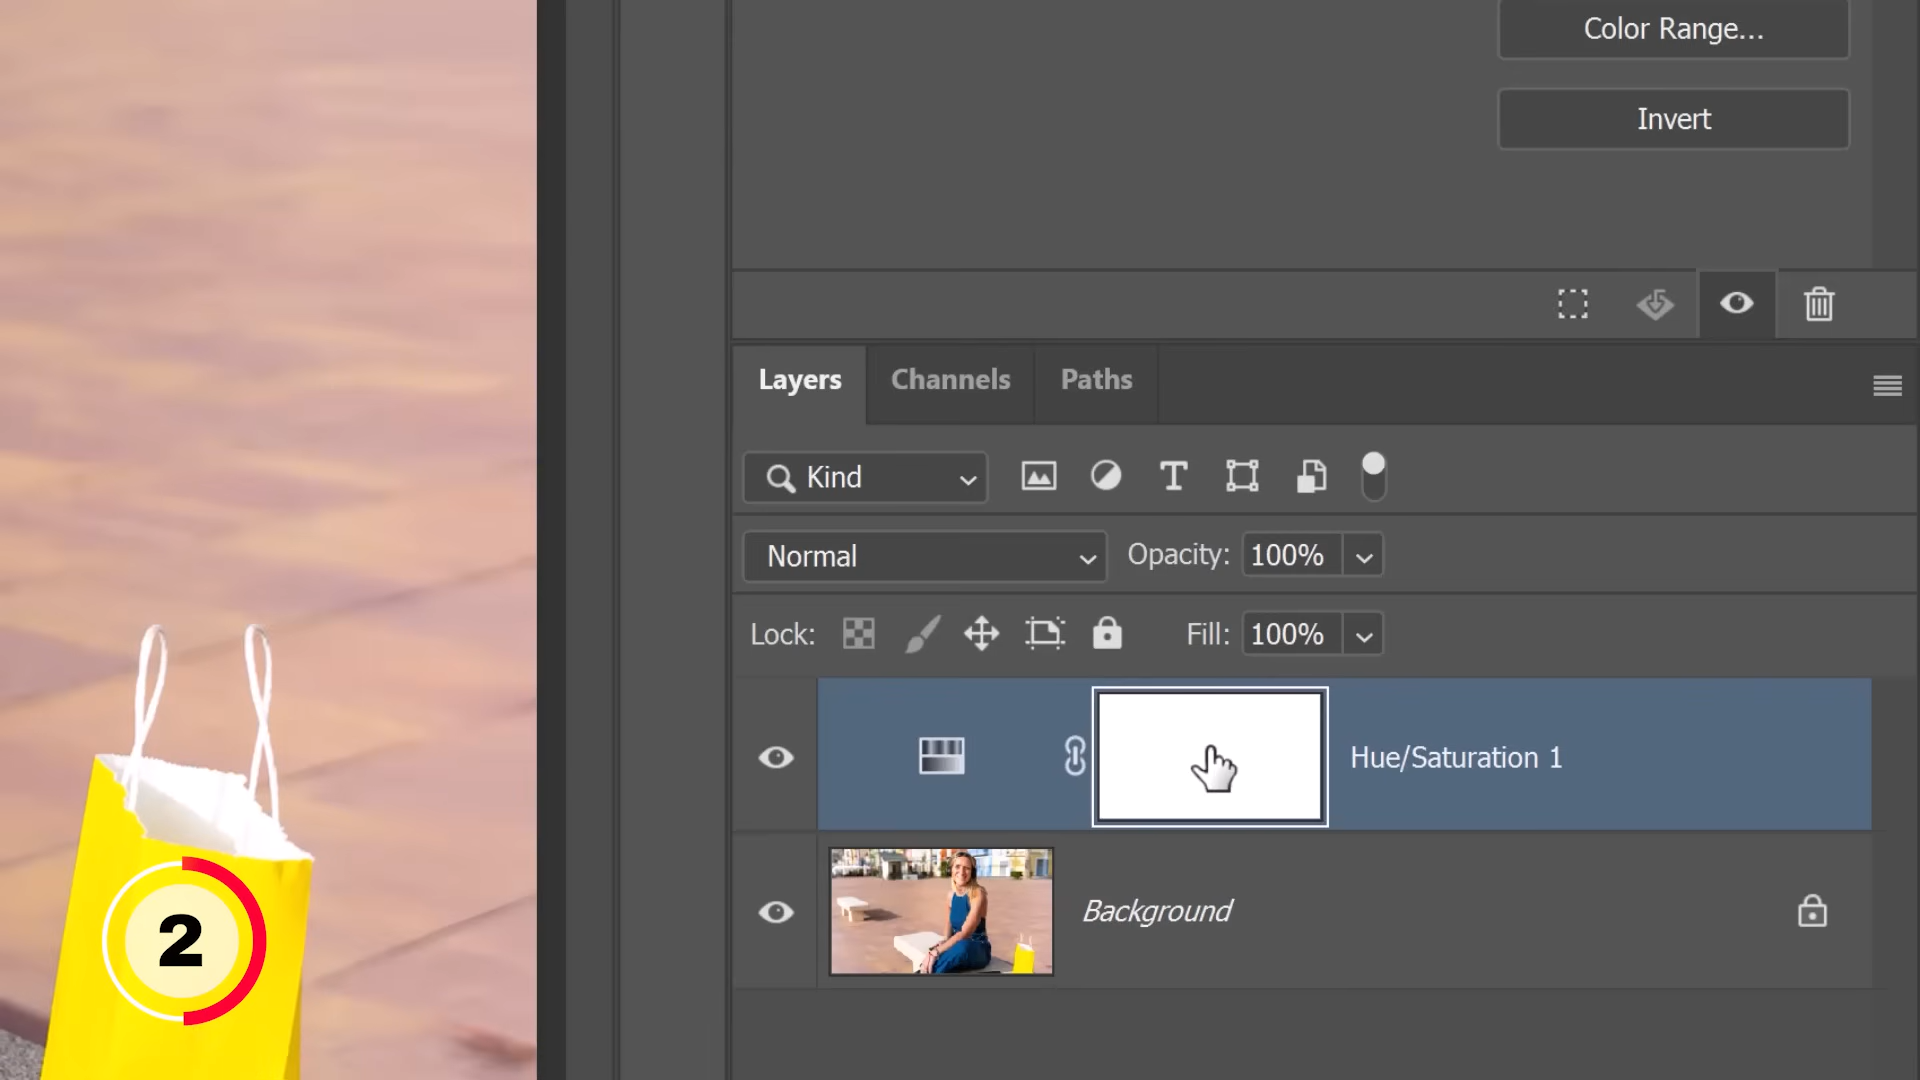 Color Range...
Invert
Layers Channels Paths
Kind
Normal Opacity: 100%
Lock: Fill: 100%
Hue/Saturation 1
Background
2